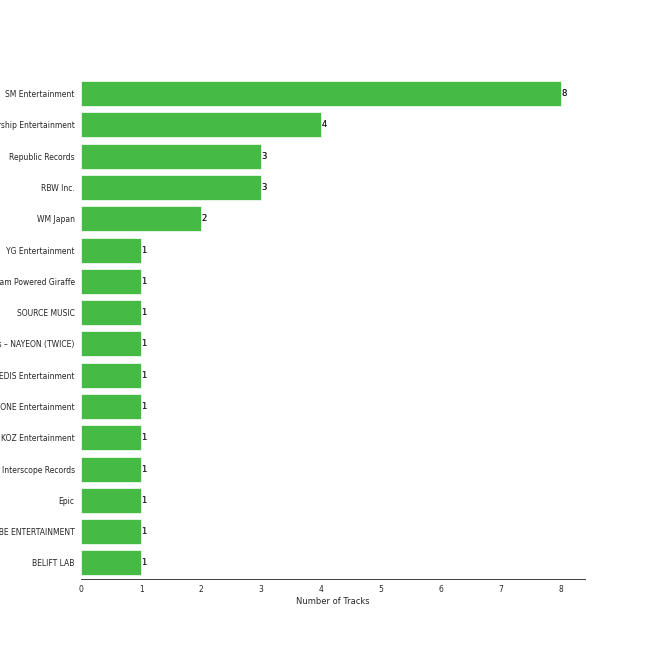 SM Entertainment
8
rship Entertainment
4
Republic Records
3
RBW Inc.
3
WM Japan
2
YG Entertainment
1
am Powered Giraffe
1
SOURCE MUSIC
1
s – NAYEON (TWICE)
1
EDIS Entertainment
1
ONE Entertainment
1
KOZ Entertainment
1
Interscope Records
1
Epic
1
BE ENTERTAINMENT
1
BELIFT LAB
1
0 1 2 3 4 5 6 7 8
Number of Tracks